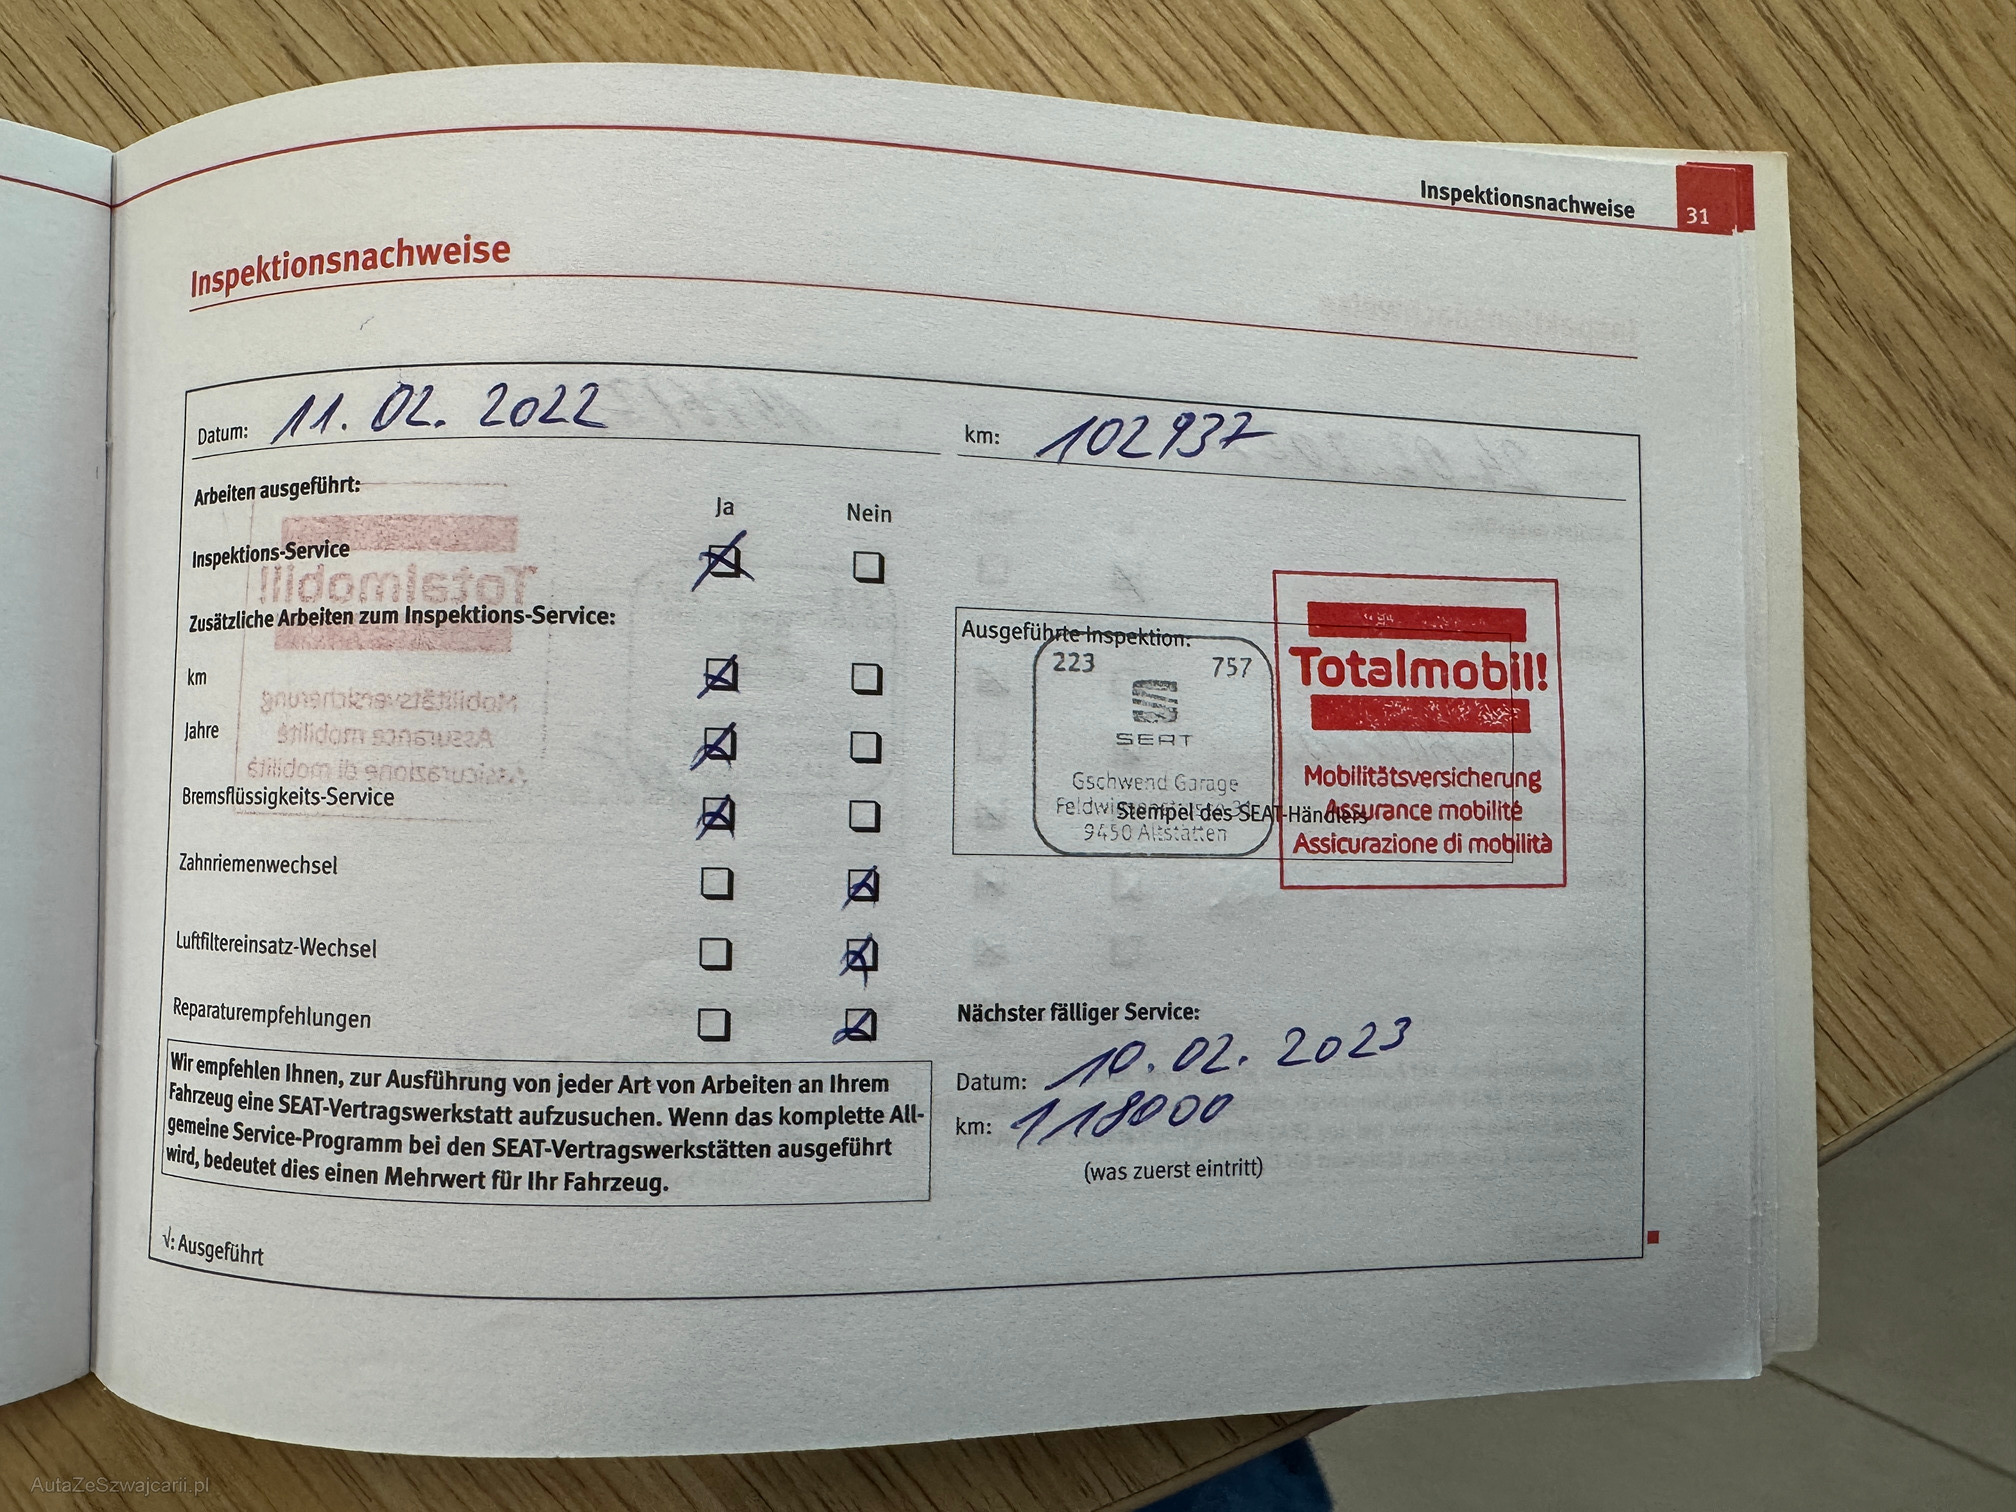 Inspektionsnachweise
31
Inspektionsnachweise
Datum: 11. 02. 2022
km: 102937
Arbeiten ausgeführt:
Ja
Nein
Inspektions-Service
Zusätzliche Arbeiten zum Inspektions-Service:
km
Jahre
Bremsflüssigkeits-Service
Zahnriemenwechsel
Luftfiltereinsatz-Wechsel
Reparaturempfehlungen
Wir empfehlen Ihnen, zur Ausführung von jeder Art von Arbeiten an Ihrem
Fahrzeug eine SEAT-Vertragswerkstatt aufzusuchen. Wenn das komplette All-
gemeine Service-Programm bei den SEAT-Vertragswerkstätten ausgeführt
wird, bedeutet dies einen Mehrwert für Ihr Fahrzeug.
√: Ausgeführt
Ausgeführte Inspektion:
223 757
SEAT
Gschwend Garage
9450 Altstätten
Stempel des SEAT-Händlers
Totalmobil!
Mobilitätsversicherung
Assurance mobilité
Assicurazione di mobilità
Nächster fälliger Service:
Datum: 10.02.2023
km: 118000
(was zuerst eintritt)
AutaZeSzwajcarii.pl